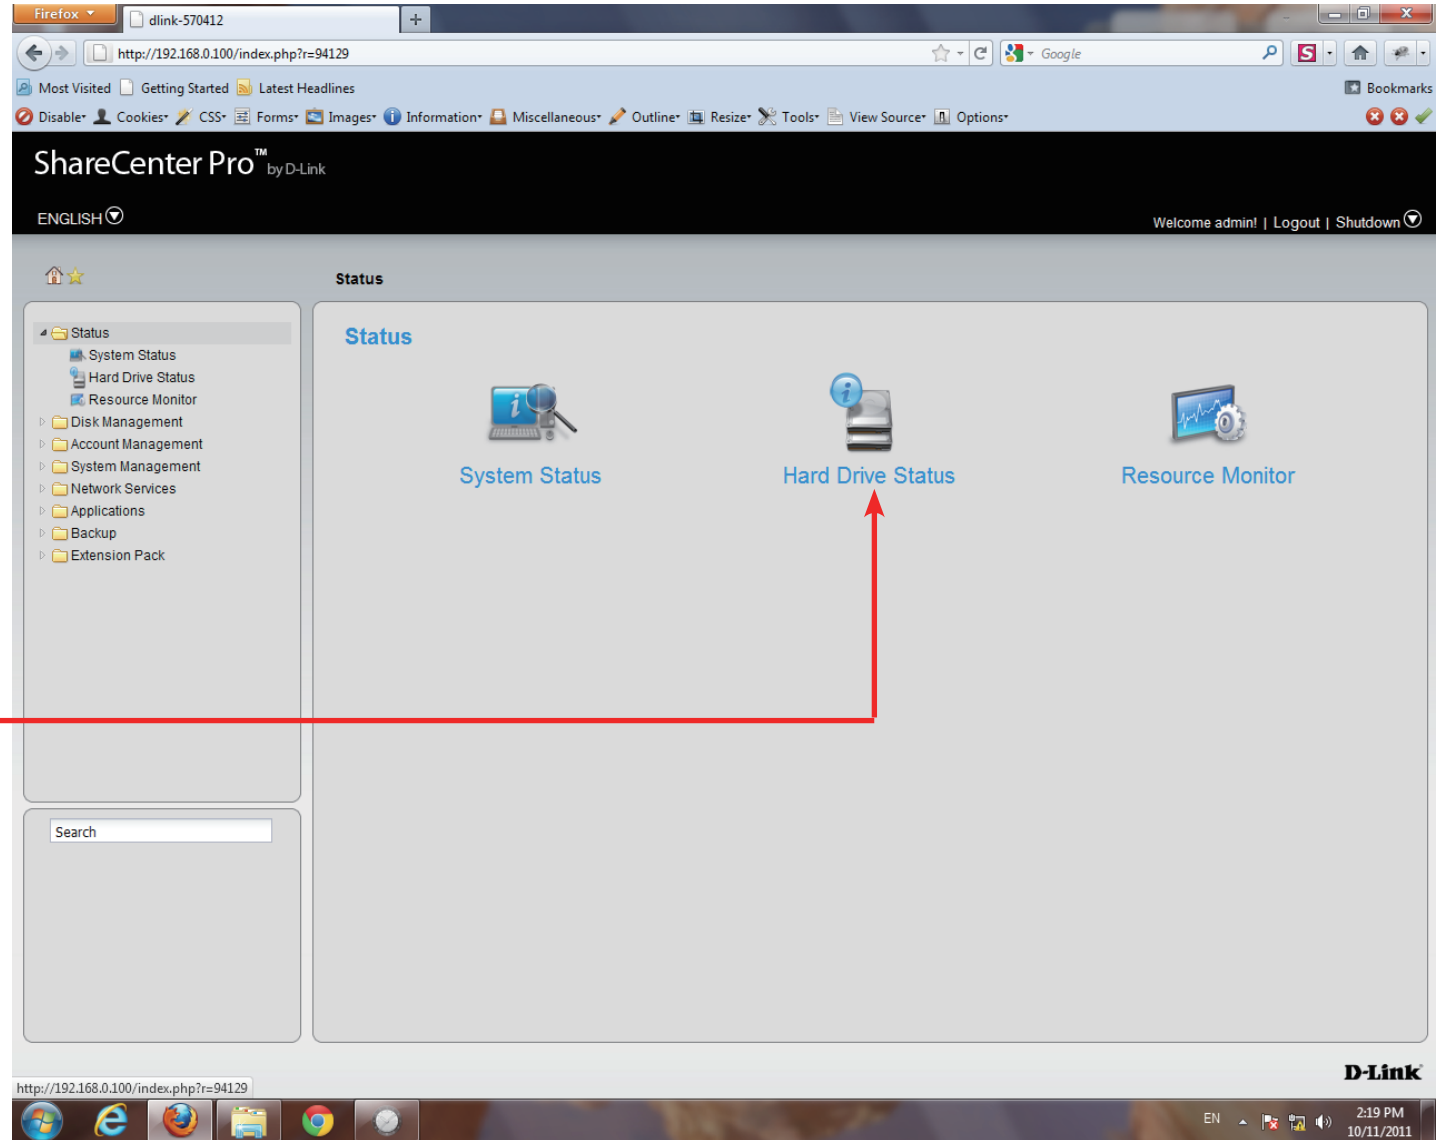 Firefox
dlink-570412
http://192.168.0.100/index.php?r=94129
Google
S
Most Visited Getting Started Latest Headlines
Bookmarks
Disable Cookies CSS Forms Images Information Miscellaneous Outline Resize Tools View Source Options
ShareCenter Pro™ by D-Link
ENGLISH
Welcome admin! | Logout | Shutdown
Status
Status
System Status
Hard Drive Status
Resource Monitor
Disk Management
Account Management
System Management
Network Services
Applications
Backup
Extension Pack
Status
System Status
Hard Drive Status
Resource Monitor
Search
D-Link
http://192.168.0.100/index.php?r=94129
EN
2:19 PM
10/11/2011